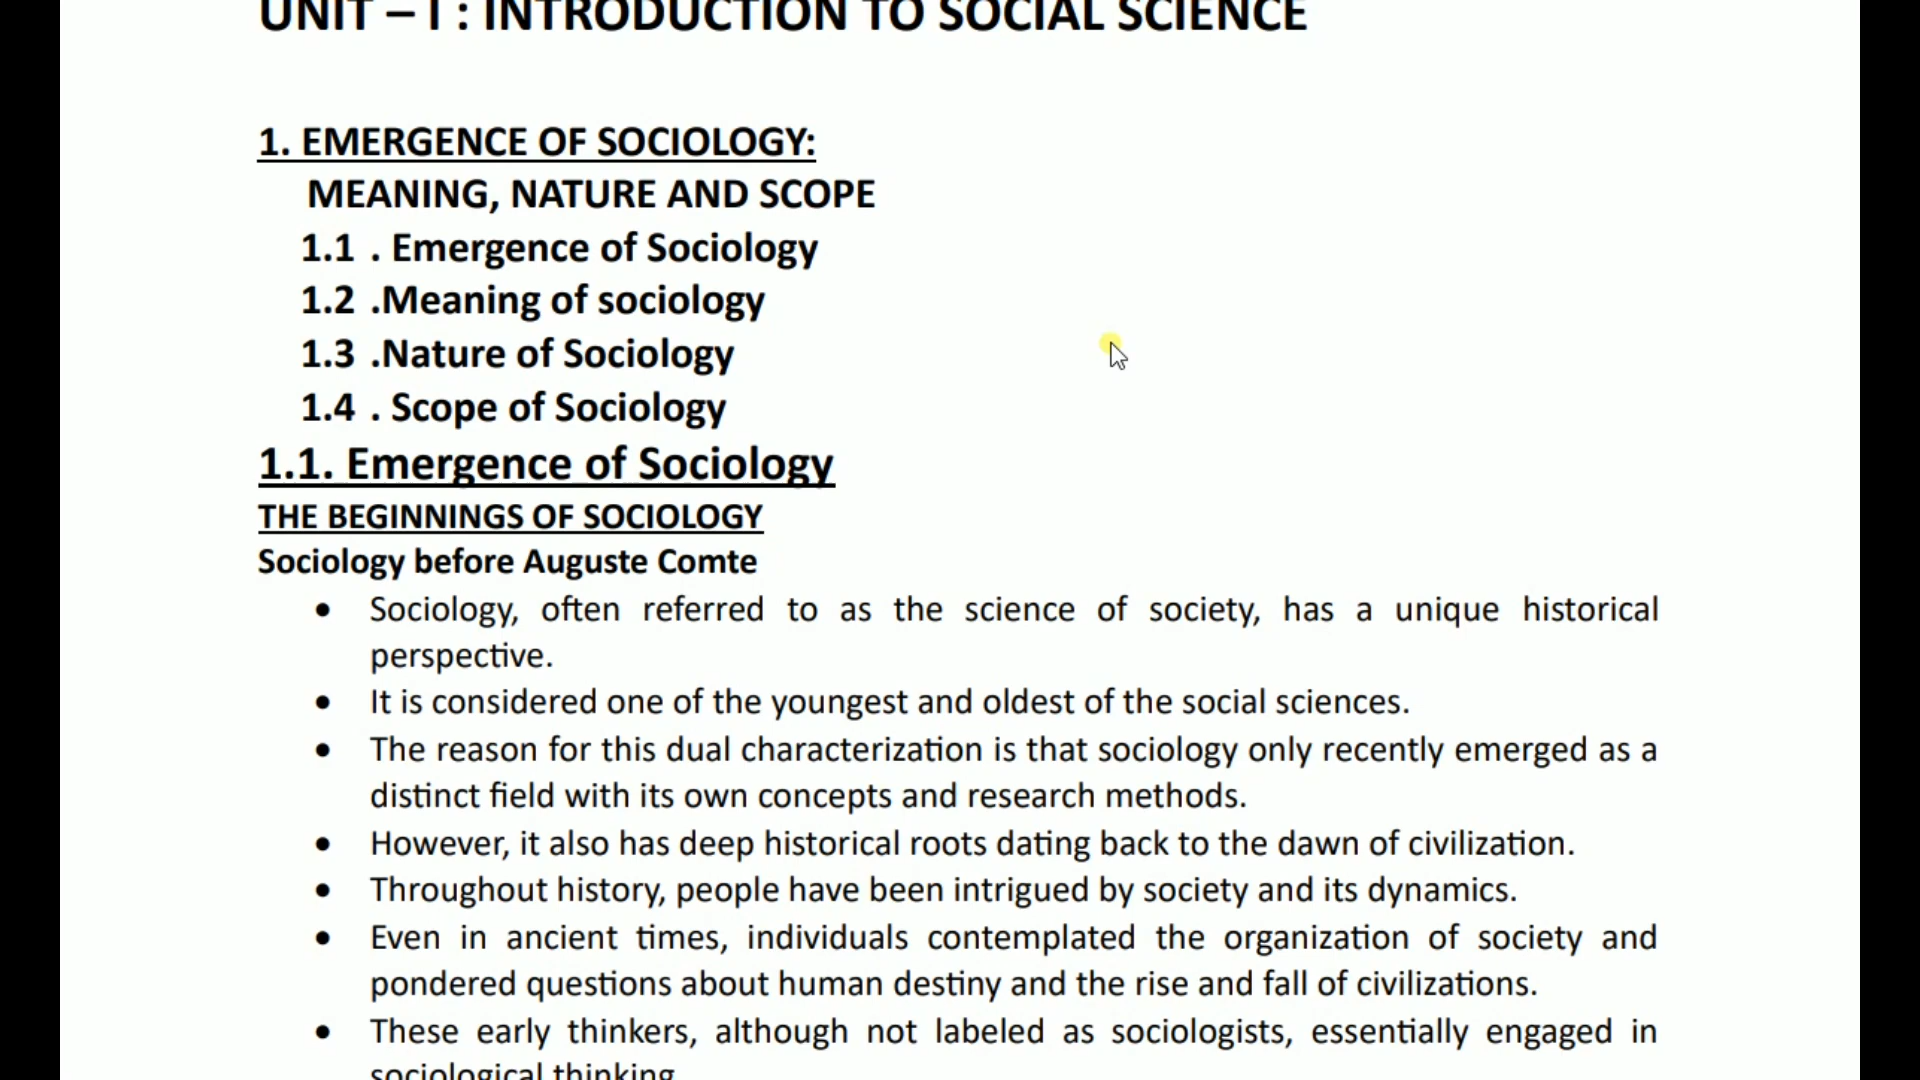 UNIT – I : INTRODUCTION TO SOCIAL SCIENCE
1. EMERGENCE OF SOCIOLOGY:
MEANING, NATURE AND SCOPE
1.1 . Emergence of Sociology
1.2 .Meaning of sociology
1.3 .Nature of Sociology
1.4 . Scope of Sociology
1.1. Emergence of Sociology
THE BEGINNINGS OF SOCIOLOGY
Sociology before Auguste Comte
• Sociology, often referred to as the science of society, has a unique historical
perspective.
• It is considered one of the youngest and oldest of the social sciences.
• The reason for this dual characterization is that sociology only recently emerged as a
distinct field with its own concepts and research methods.
• However, it also has deep historical roots dating back to the dawn of civilization.
• Throughout history, people have been intrigued by society and its dynamics.
• Even in ancient times, individuals contemplated the organization of society and
pondered questions about human destiny and the rise and fall of civilizations.
• These early thinkers, although not labeled as sociologists, essentially engaged in
sociological thinking.